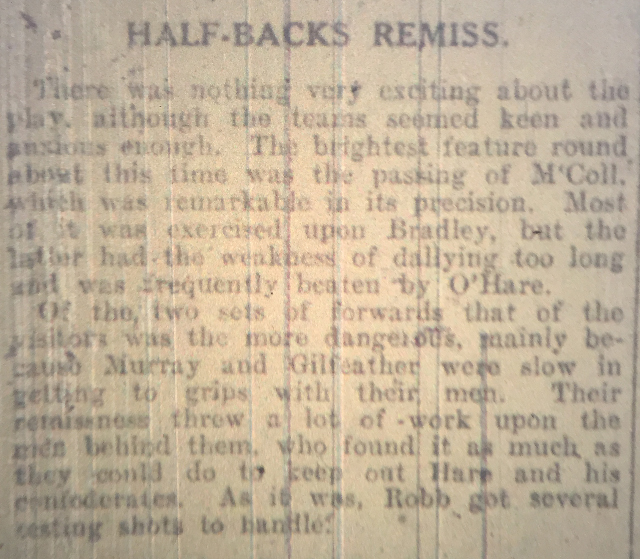 HALF-BACKS REMISS.
There was nothing very exciting about the
play, although the teams seemed keen and
anxious enough. The brightest feature round
about this time was the passing of M'Coll,
which was remarkable in its precision. Most
of it was exercised upon Bradley, but the
latter had the weakness of dallying too long
and was frequently beaten by O'Hare.
Of the two sets of forwards that of the
visitors was the more dangerous, mainly be-
cause Murray and Gilfeather were slow in
getting to grips with their men. Their
remissness threw a lot of work upon the
men behind them, who found it as much as
they could do to keep out Hare and his
confederates. As it was, Robb got several
testing shots to handle.